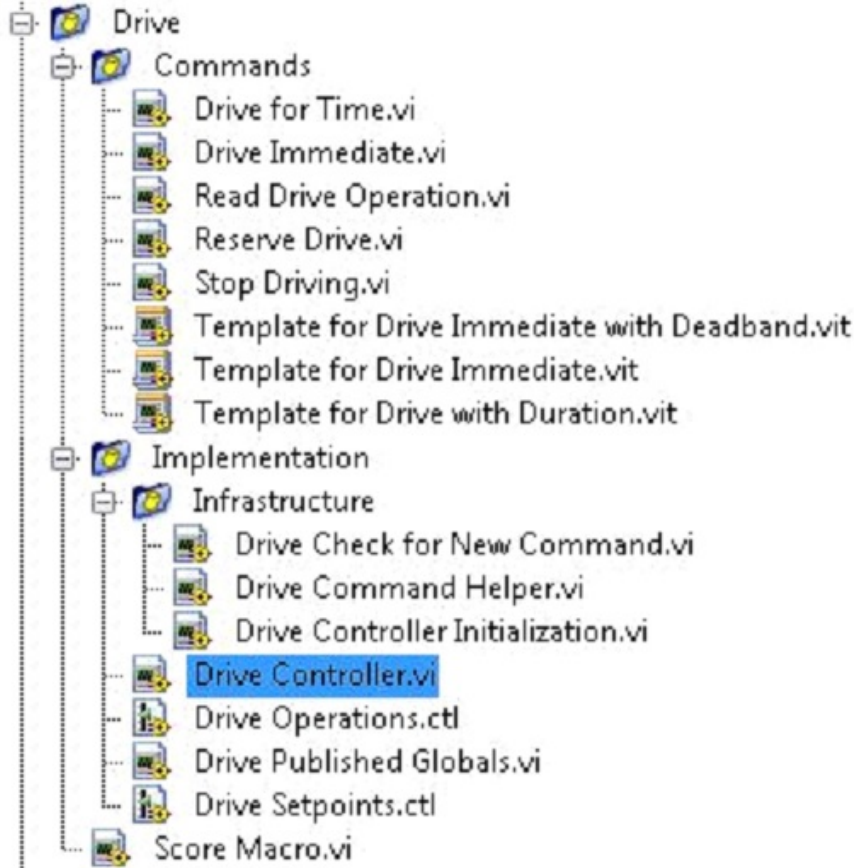 Drive
Commands
Drive for Time.vi
Drive Immediate.vi
Read Drive Operation.vi
Reserve Drive.vi
Stop Driving.vi
Template for Drive Immediate with Deadband.vit
Template for Drive Immediate.vit
Template for Drive with Duration.vit
Implementation
Infrastructure
Drive Check for New Command.vi
Drive Command Helper.vi
Drive Controller Initialization.vi
Drive Controller.vi
Drive Operations.ctl
Drive Published Globals.vi
Drive Setpoints.ctl
Score Macro.vi